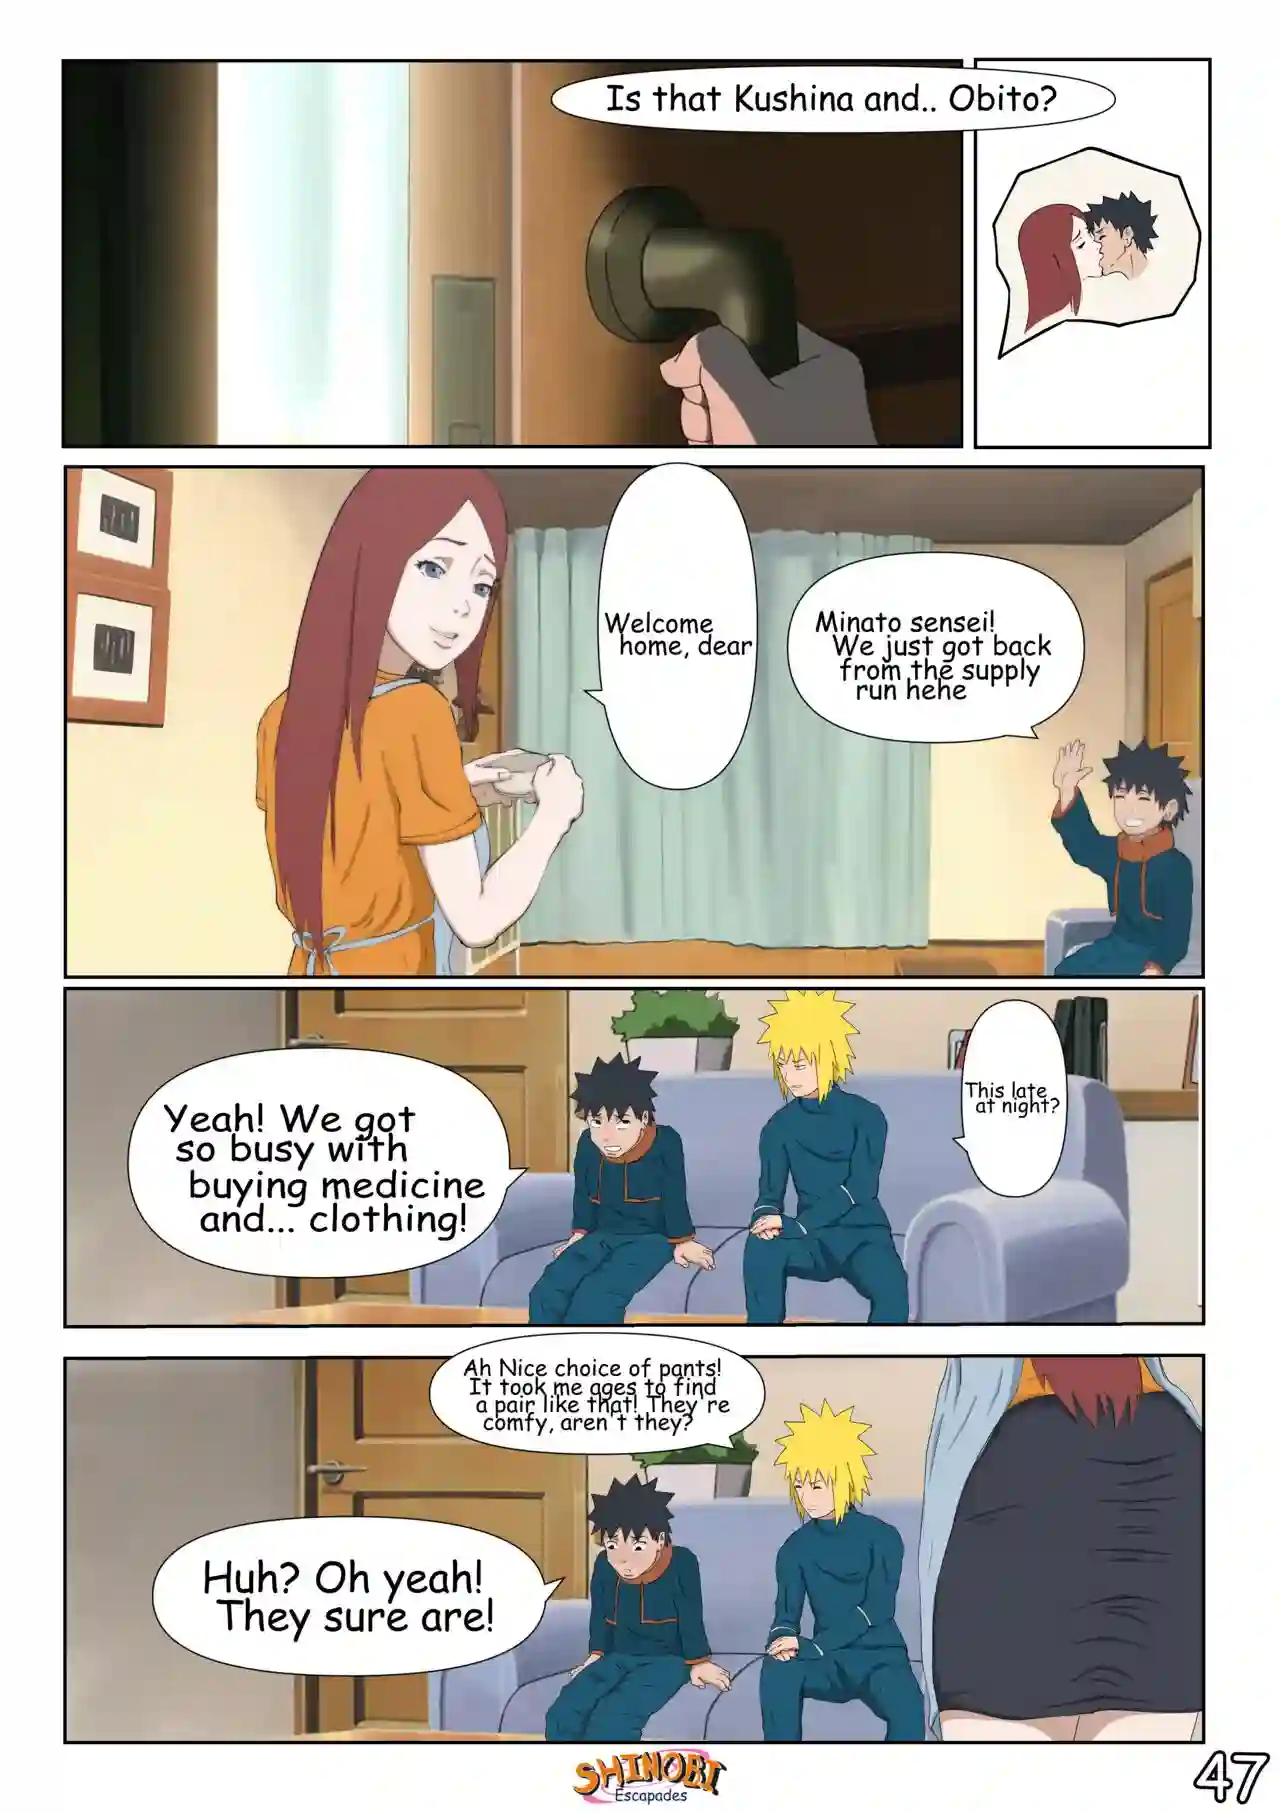 Is that Kushina and.. Obito?
Welcome
home, dear
Minato sensei!
We just got back
from the supply
run hehe
Yeah! We got
so busy with
buying medicine
and... clothing!
This late
at night?
Ah Nice choice of pants!
It took me ages to find
a pair like that! They're
comfy, aren't they?
Huh? Oh yeah!
They sure are!
SHINOBI
Escapades
47